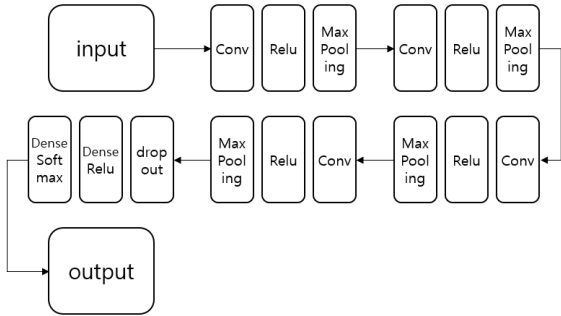 input
Conv
Relu
Max
Pool
ing
Conv
Relu
Max
Pool
ing
Conv
Relu
Max
Pool
ing
Conv
Relu
Max
Pool
ing
drop
out
Dense
Relu
Dense
Soft
max
output